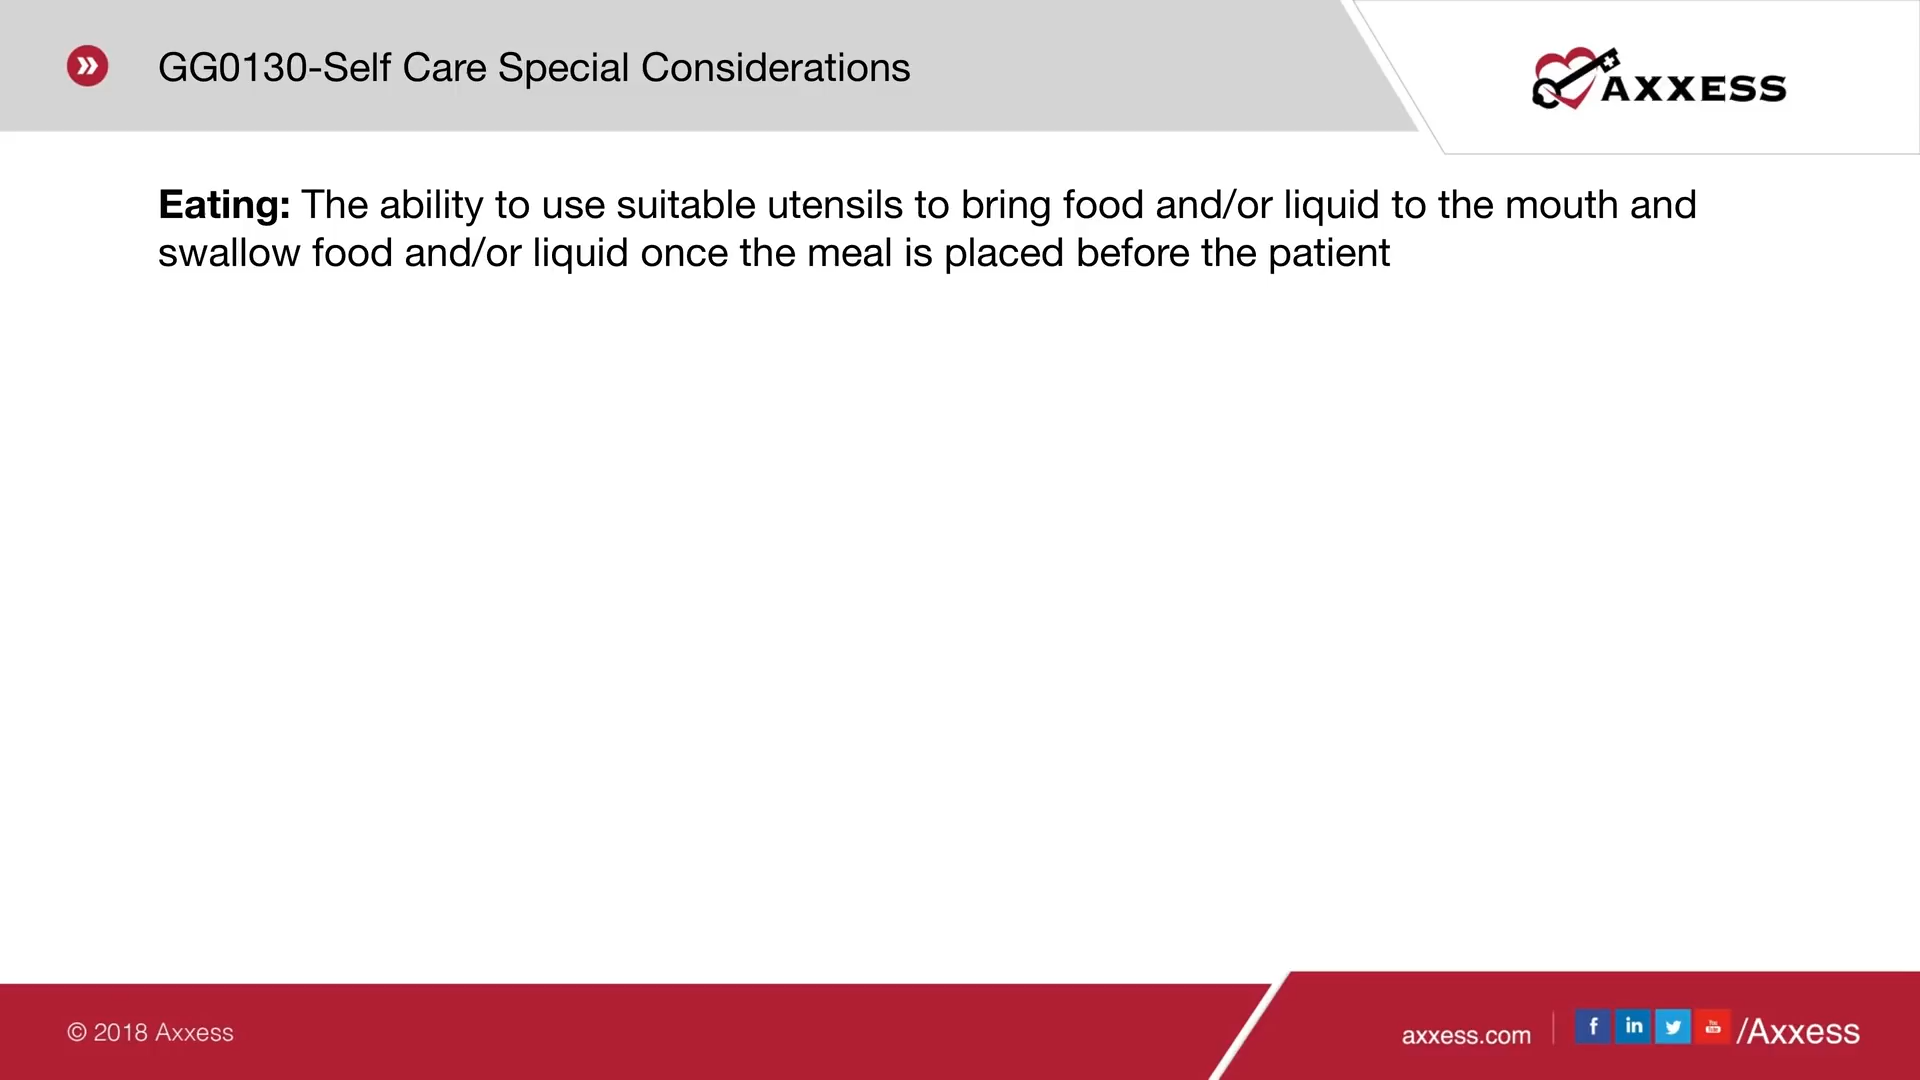 GG0130-Self Care Special Considerations
AXXESS
Eating: The ability to use suitable utensils to bring food and/or liquid to the mouth and
swallow food and/or liquid once the meal is placed before the patient
© 2018 Axxess
axxess.com
f in You Tube /Axxess